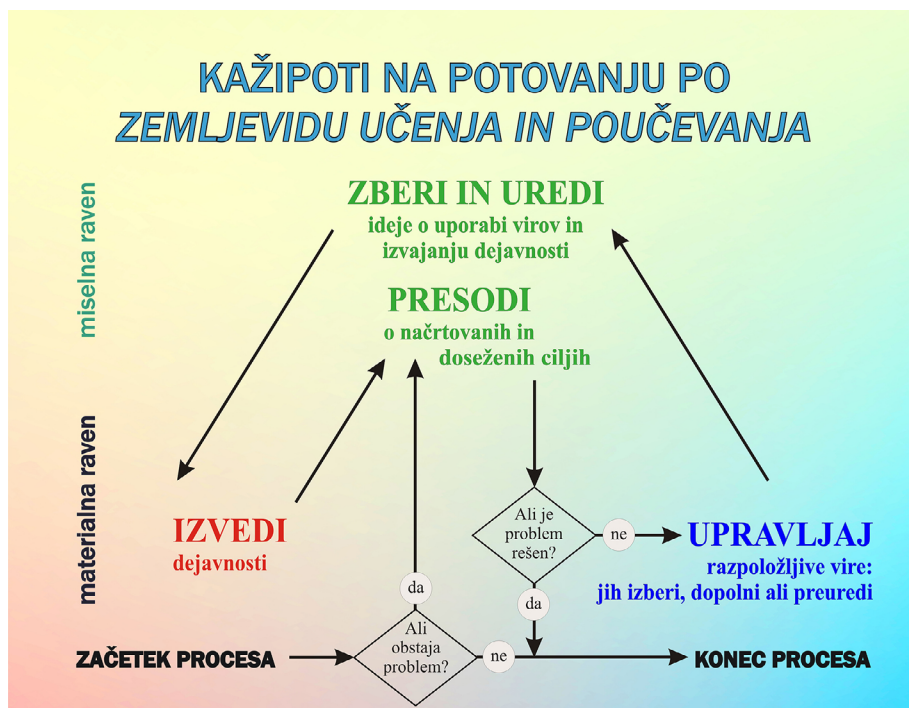 KAŽIPOTI NA POTOVANJU PO
ZEMLJEVIDU UČENJA IN POUČEVANJA
miselna raven
ZBERI IN UREDI
ideje o uporabi virov in
izvajanju dejavnosti
PRESODI
o načrtovanih in
doseženih ciljih
materialna raven
IZVEDI
dejavnosti
Ali je
problem
rešen?
ne
UPRAVLJAJ
razpoložljive vire:
jih izberi, dopolni ali preuredi
da
da
ZAČETEK PROCESA
Ali
obstaja
problem?
ne
KONEC PROCESA